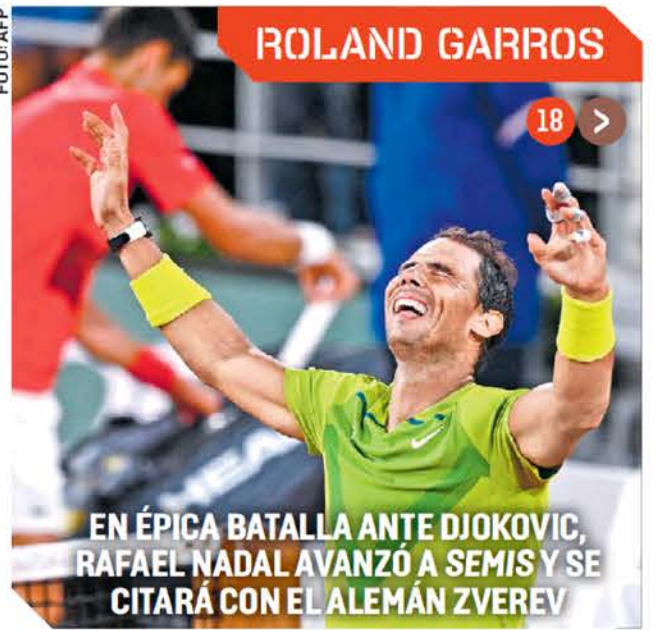 FOTO: AFP
ROLAND GARROS
18 >
HEAD
EN ÉPICA BATALLA ANTE DJOKOVIC,
RAFAEL NADAL AVANZÓ A SEMIS Y SE
CITARÁ CON EL ALEMÁN ZVEREV